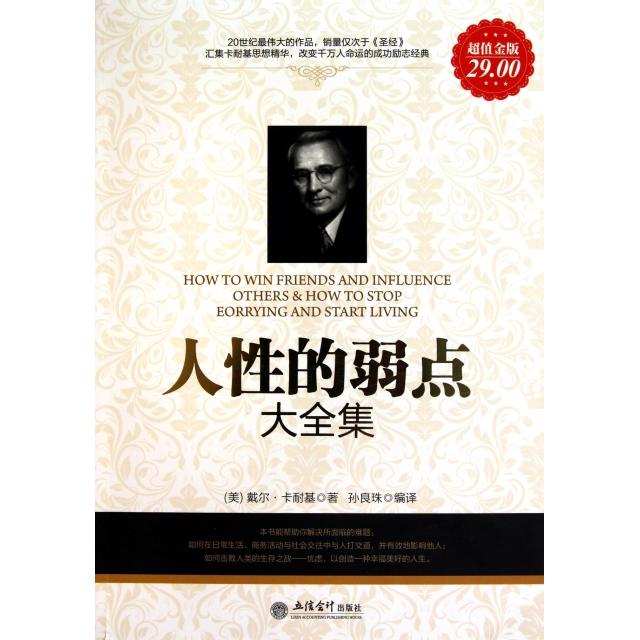 20世纪最伟大的作品，销量仅次于《圣经》
汇集卡耐基思想精华，改变千万人命运的成功励志经典
超值金版
29.00
HOW TO WIN FRIENDS AND INFLUENCE
OTHERS & HOW TO STOP
EORRYING AND START LIVING
人性的弱点
大全集
(美) 戴尔·卡耐基◎著 孙良珠◎编译
本书能帮助你解决所面临的难题：
如何在日常生活、商务活动与社会交往中与人打交道，并有效地影响他人；
如何击败人类的生存之敌——忧虑，以创造一种幸福美好的人生。
立信会计出版社
LIXIN ACCOUNTING PUBLISHING HOUSE